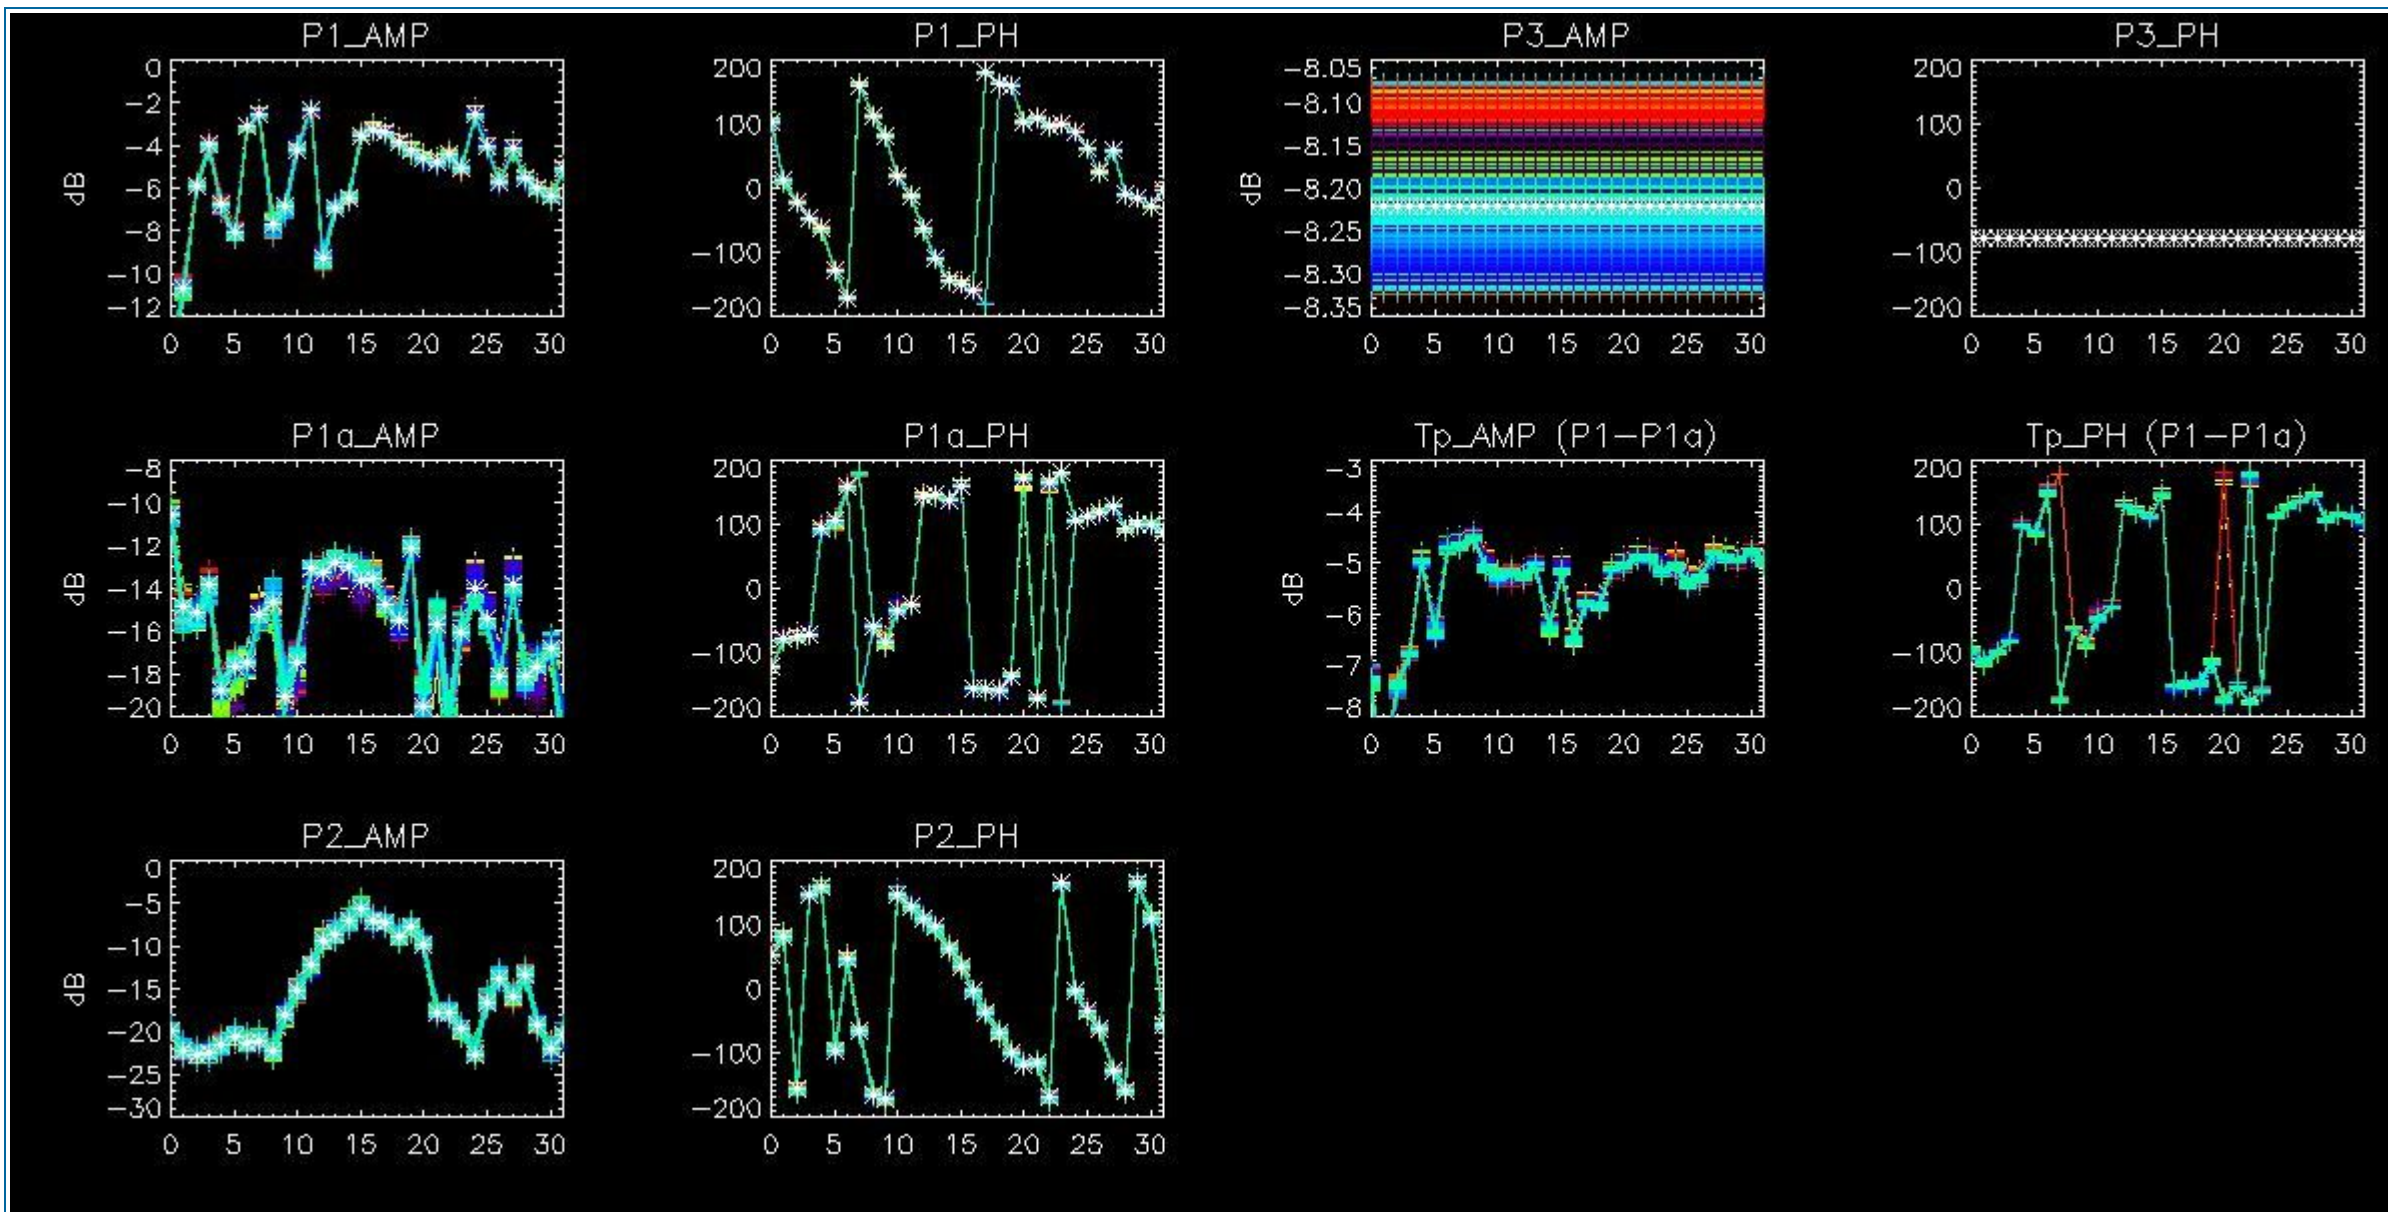 P1_AMP
0
−2
−4
−6
−8
−10
−12
dB
0 5 10 15 20 25 30
P1_PH
200
100
0
−100
−200
0 5 10 15 20 25 30
P3_AMP
−8.05
−8.10
−8.15
−8.20
−8.25
−8.30
−8.35
dB
0 5 10 15 20 25 30
P3_PH
200
100
0
−100
−200
0 5 10 15 20 25 30
P1a_AMP
−8
−10
−12
−14
−16
−18
−20
dB
0 5 10 15 20 25 30
P1a_PH
200
100
0
−100
−200
0 5 10 15 20 25 30
Tp_AMP (P1−P1a)
−3
−4
−5
−6
−7
−8
dB
0 5 10 15 20 25 30
Tp_PH (P1−P1a)
200
100
0
−100
−200
0 5 10 15 20 25 30
P2_AMP
0
−5
−10
−15
−20
−25
−30
dB
0 5 10 15 20 25 30
P2_PH
200
100
0
−100
−200
0 5 10 15 20 25 30